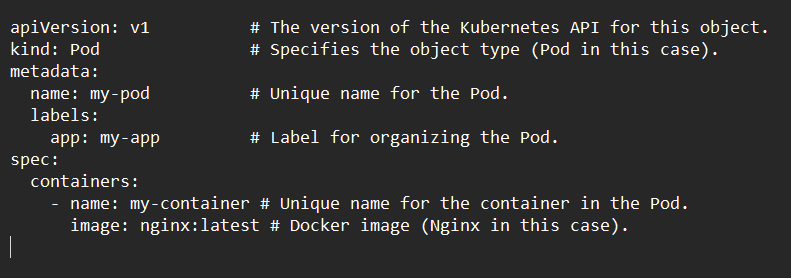 apiVersion: v1          # The version of the Kubernetes API for this object.
kind: Pod               # Specifies the object type (Pod in this case).
metadata:
  name: my-pod          # Unique name for the Pod.
  labels:
    app: my-app         # Label for organizing the Pod.
spec:
  containers:
    - name: my-container # Unique name for the container in the Pod.
      image: nginx:latest # Docker image (Nginx in this case).